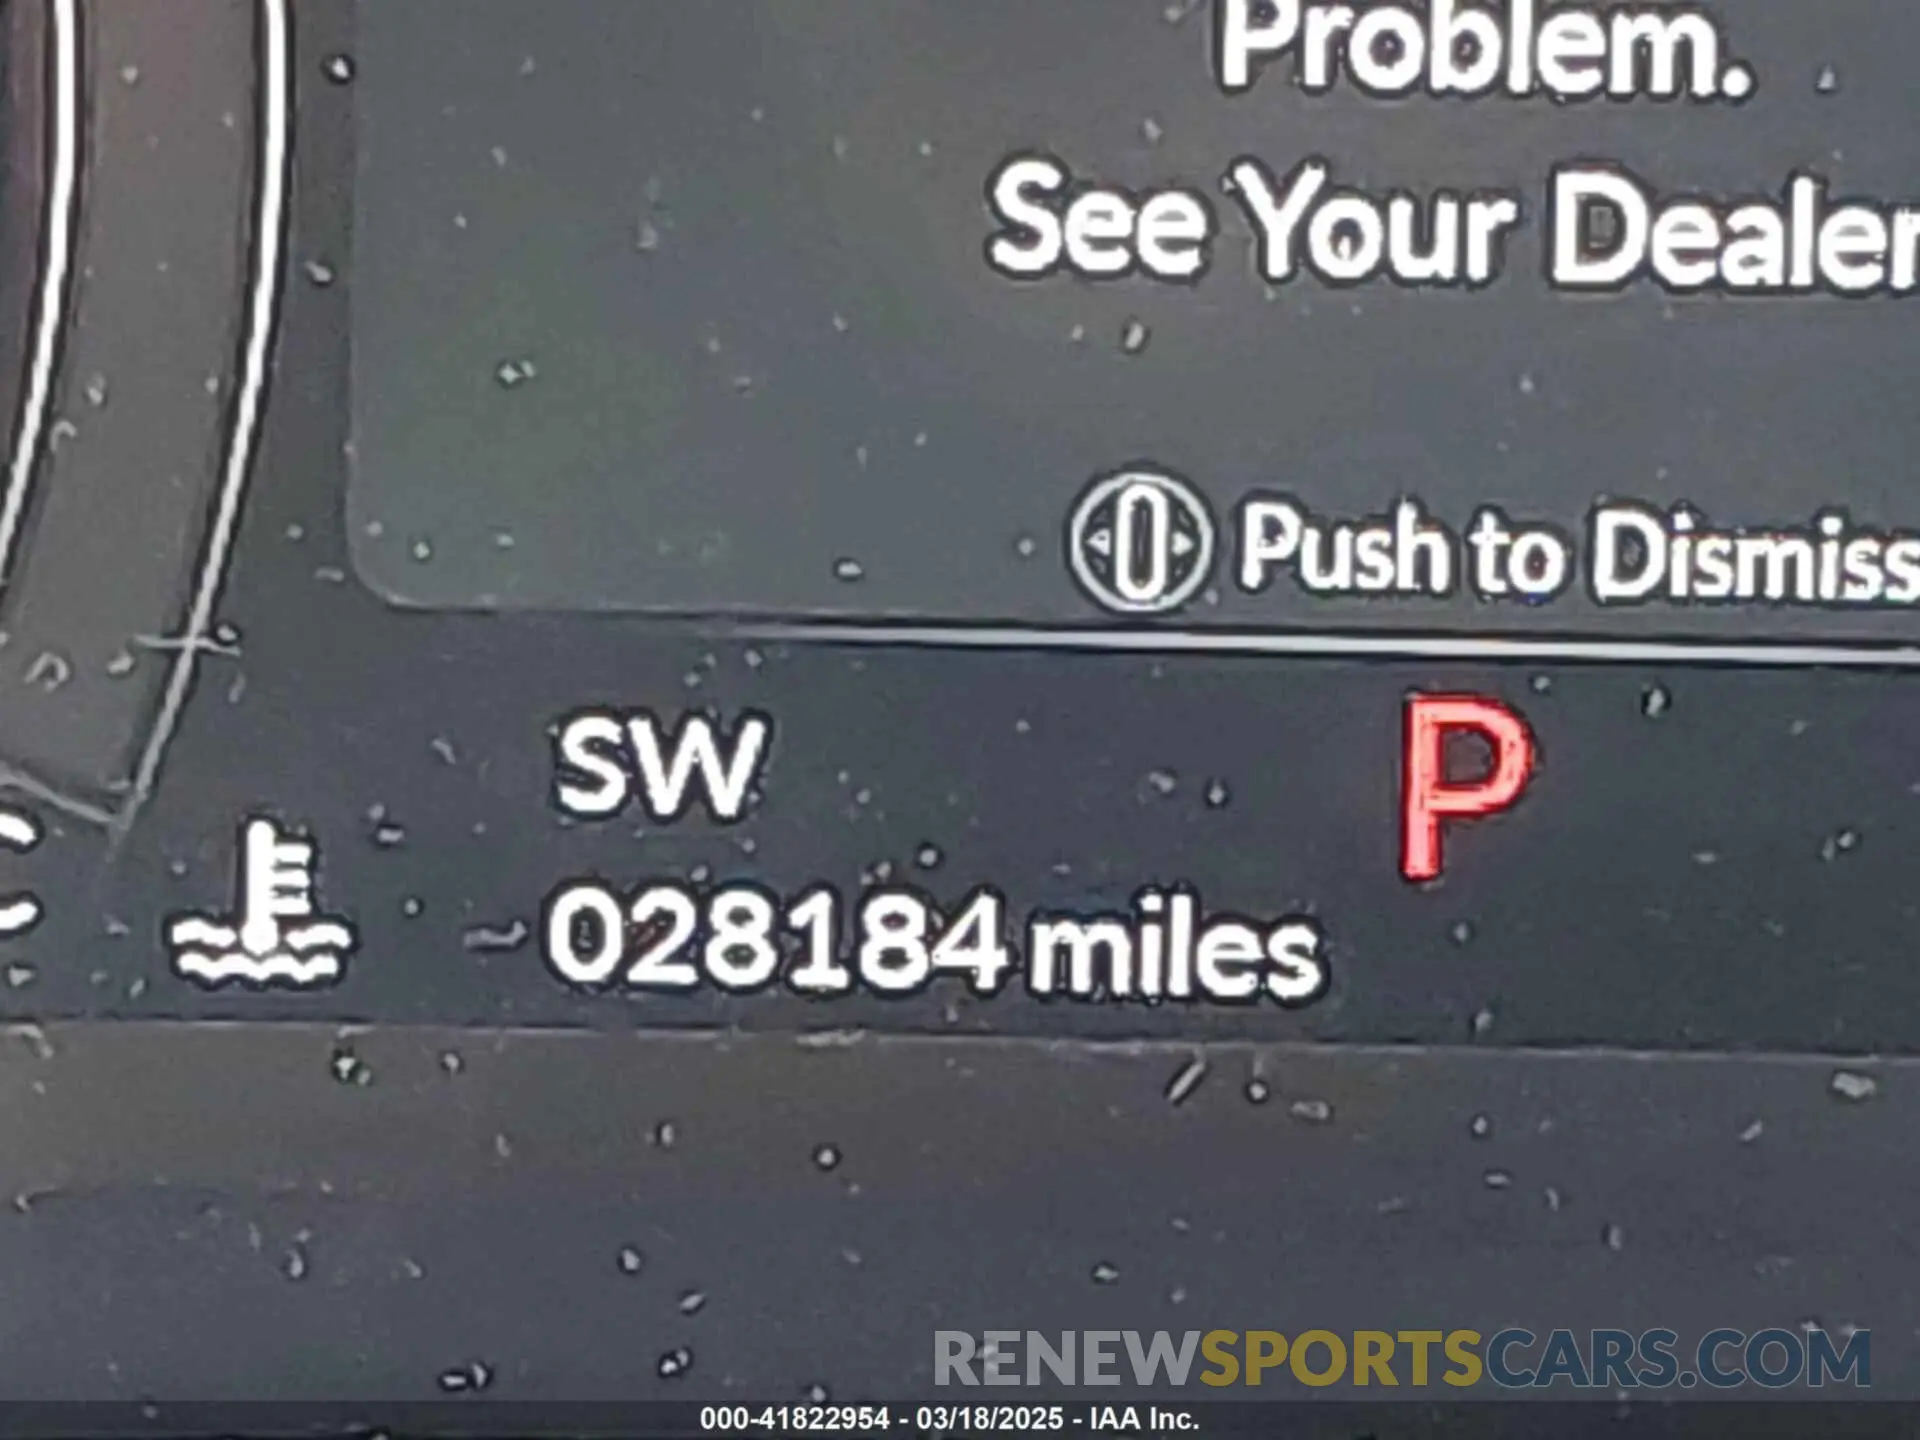 Problem.
See Your Dealer
Push to Dismiss
SW
P
028184 miles
RENEWSPORTSCARS.COM
000-41822954 - 03/18/2025 - IAA Inc.